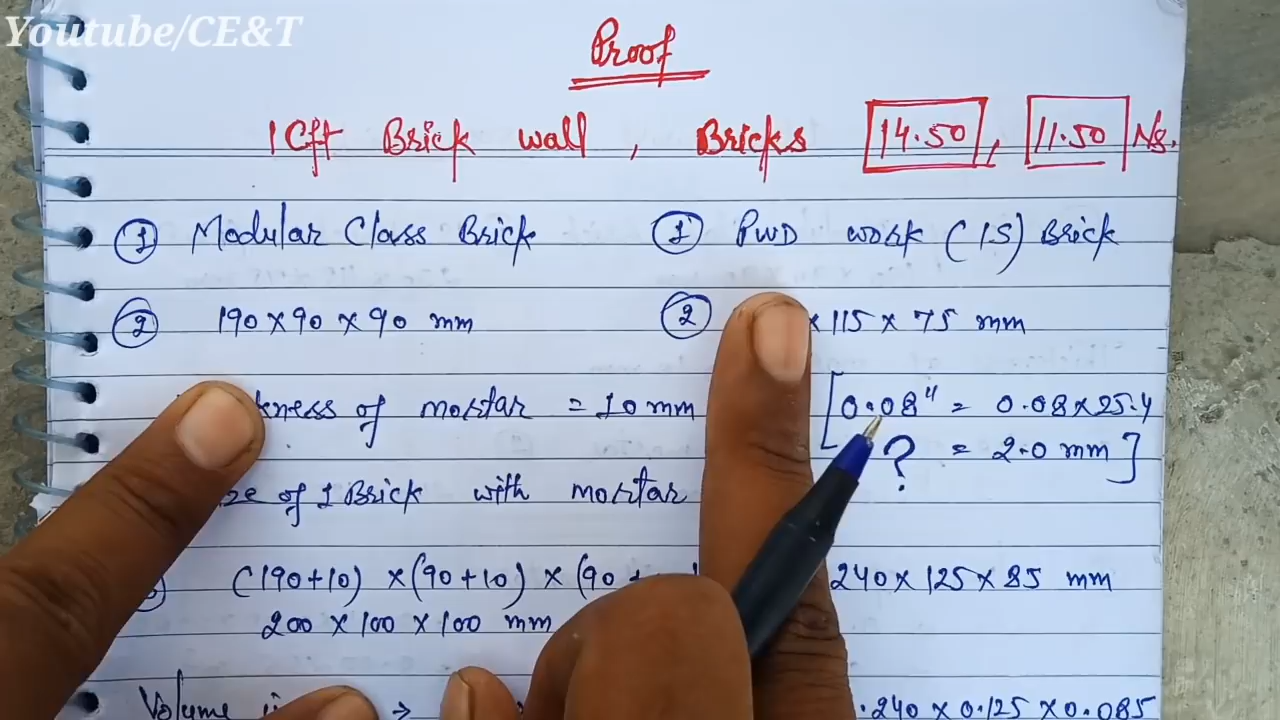 Youtube/CE&T
Proof
1 Cft Brick wall , Bricks 14.50 , 11.50 No.
① Modular Class Brick
① PWD work (IS) Brick
② 190 × 90 × 90 mm
② × 115 × 75 mm
of mortar = 10 mm
[0.08" = 0.08 × 25.4
? = 2.0 mm]
of 1 Brick with mortar
(190+10) × (90+10) × (90 +
240 × 125 × 85 mm
200 × 100 × 100 mm
Volume →
.240 × 0.125 × 0.085